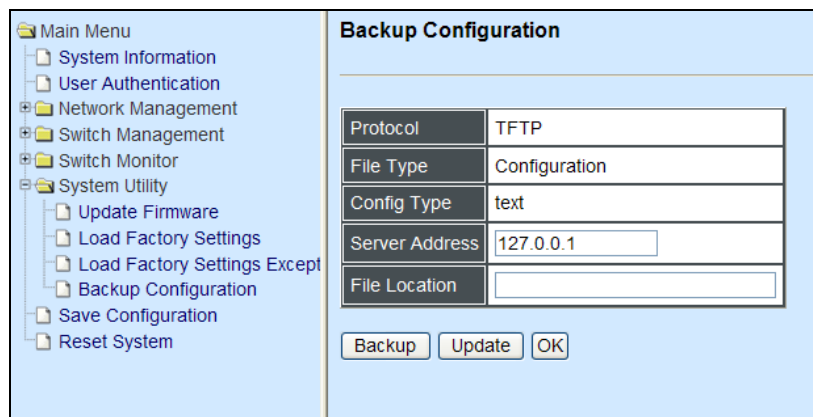 Main Menu
System Information
User Authentication
Network Management
Switch Management
Switch Monitor
System Utility
Update Firmware
Load Factory Settings
Load Factory Settings Except
Backup Configuration
Save Configuration
Reset System
Backup Configuration
Protocol TFTP
File Type Configuration
Config Type text
Server Address 127.0.0.1
File Location
Backup Update OK